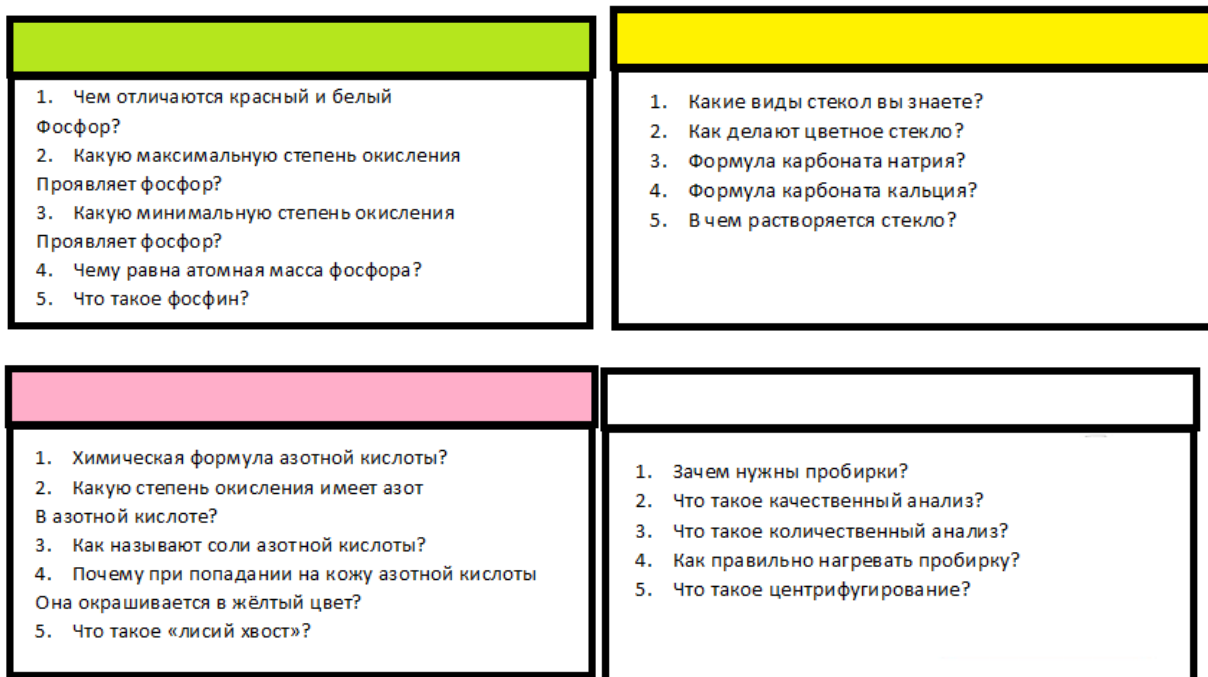 1. Чем отличаются красный и белый
Фосфор?
2. Какую максимальную степень окисления
Проявляет фосфор?
3. Какую минимальную степень окисления
Проявляет фосфор?
4. Чему равна атомная масса фосфора?
5. Что такое фосфин?
1. Какие виды стекол вы знаете?
2. Как делают цветное стекло?
3. Формула карбоната натрия?
4. Формула карбоната кальция?
5. В чем растворяется стекло?
1. Химическая формула азотной кислоты?
2. Какую степень окисления имеет азот
В азотной кислоте?
3. Как называют соли азотной кислоты?
4. Почему при попадании на кожу азотной кислоты
Она окрашивается в жёлтый цвет?
5. Что такое «лисий хвост»?
1. Зачем нужны пробирки?
2. Что такое качественный анализ?
3. Что такое количественный анализ?
4. Как правильно нагревать пробирку?
5. Что такое центрифугирование?